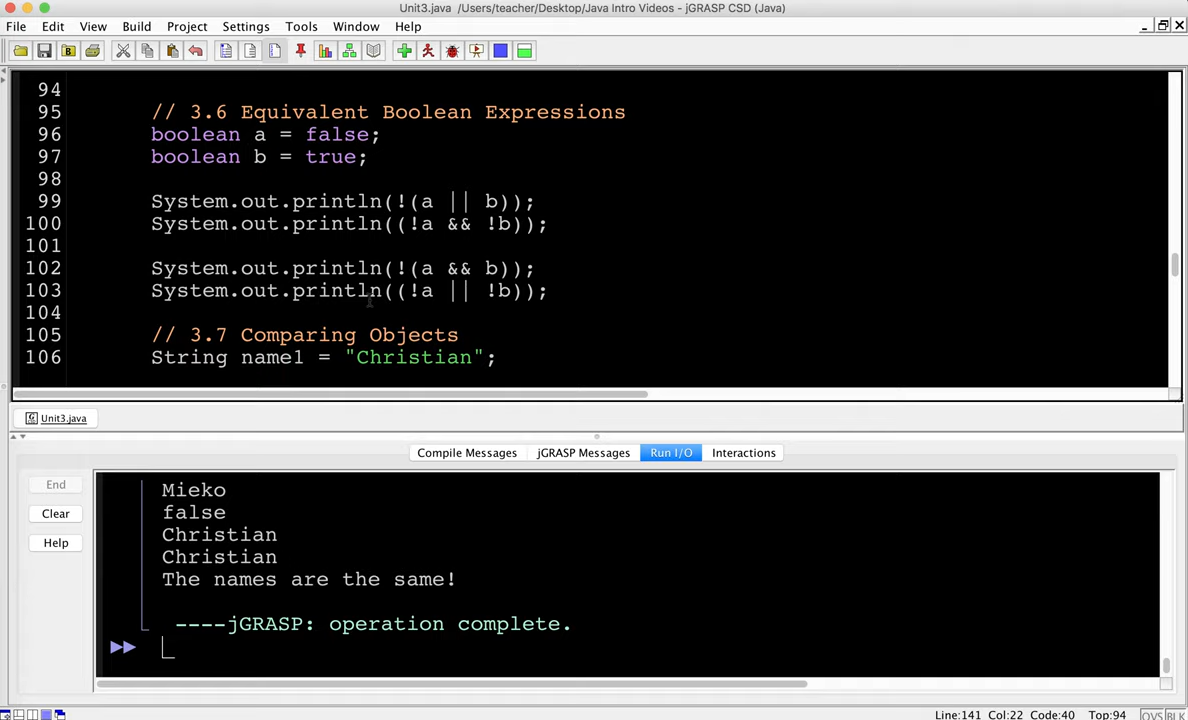 Unit3.java /Users/teacher/Desktop/Java Intro Videos - jGRASP CSD (Java)
File Edit View Build Project Settings Tools Window Help
94
95 // 3.6 Equivalent Boolean Expressions
96 boolean a = false;
97 boolean b = true;
98
99 System.out.println(!(a || b));
100 System.out.println((!a && !b));
101
102 System.out.println(!(a && b));
103 System.out.println((!a || !b));
104
105 // 3.7 Comparing Objects
106 String name1 = "Christian";
Unit3.java
Compile Messages jGRASP Messages Run I/O Interactions
End
Clear
Help
Mieko
false
Christian
Christian
The names are the same!
----jGRASP: operation complete.
Line:141 Col:22 Code:40 Top:94 OVS BLK